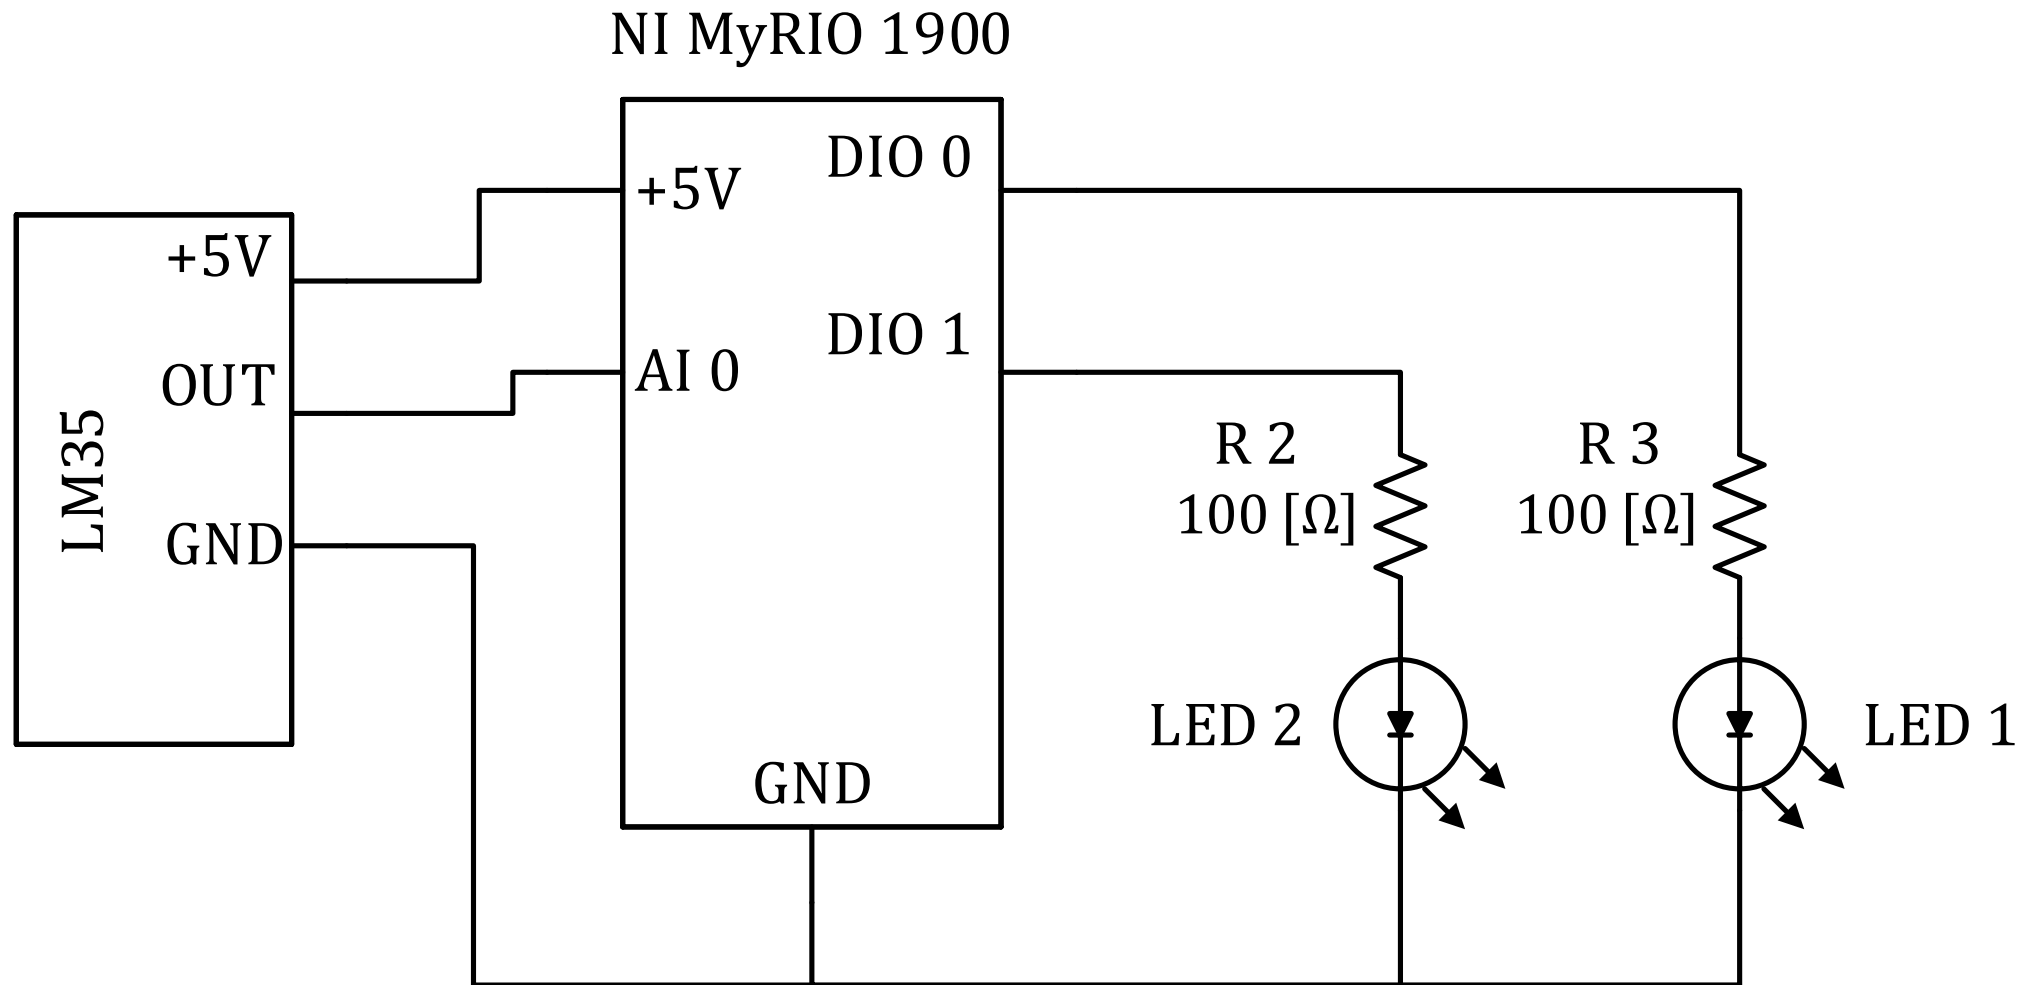 NI MyRIO 1900
LM35
+5V
OUT
GND
+5V
AI 0
DIO 0
DIO 1
GND
R 2
100 [Ω]
R 3
100 [Ω]
LED 2
LED 1